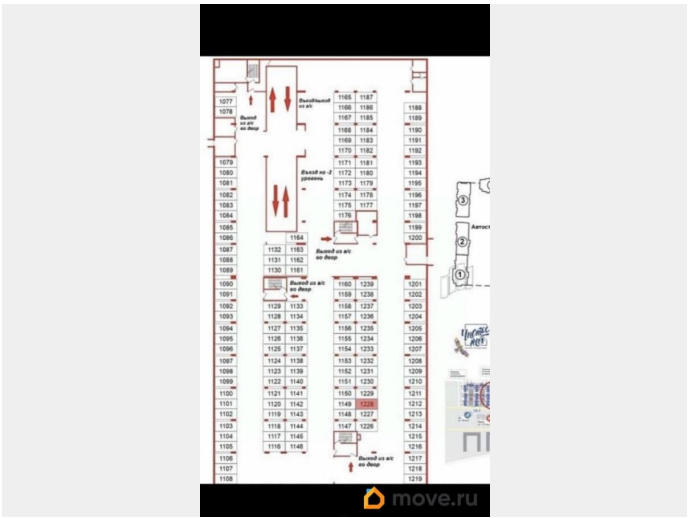 1165 1187
1077 Въезд/выезд 1166 1186 1188
1078 из а/с 1167 1185 1189
Выход
из а/с
во двор
1168 1184 1190
1169 1183 1191
1170 1182 1192
1079 1171 1181 1193
1080 Въезд на -2 1172 1180 1194
1081 уровень 1173 1179 1195
1082 1174 1178 1196
1083 1175 1177 1197
1084 1176 1198
1085 1199
1086 1164 1200
1087 1132 1163 Выход из а/с
1088 1131 1162 во двор
1089 1130 1161
1090 Выход из а/с 1160 1239 1201
1091 во двор 1159 1238 1202
1092 1129 1133 1158 1237 1203
1093 1128 1134 1157 1236 1204
1094 1127 1135 1156 1235 1205
1095 1126 1136 1155 1234 1206
1096 1125 1137 1154 1233 1207
1097 1124 1138 1153 1232 1208
1098 1123 1139 1152 1231 1209
1099 1122 1140 1151 1230 1210
1100 1121 1141 1150 1229 1211
1101 1120 1142 1149 1228 1212
1102 1119 1143 1148 1227 1213
1103 1118 1144 1147 1226 1214
1104 1117 1145 1215
1105 1116 1146 1216
1106 Выход из а/с 1217
1107 во двор 1218
1108 1219
3
Автост
2
1
move.ru